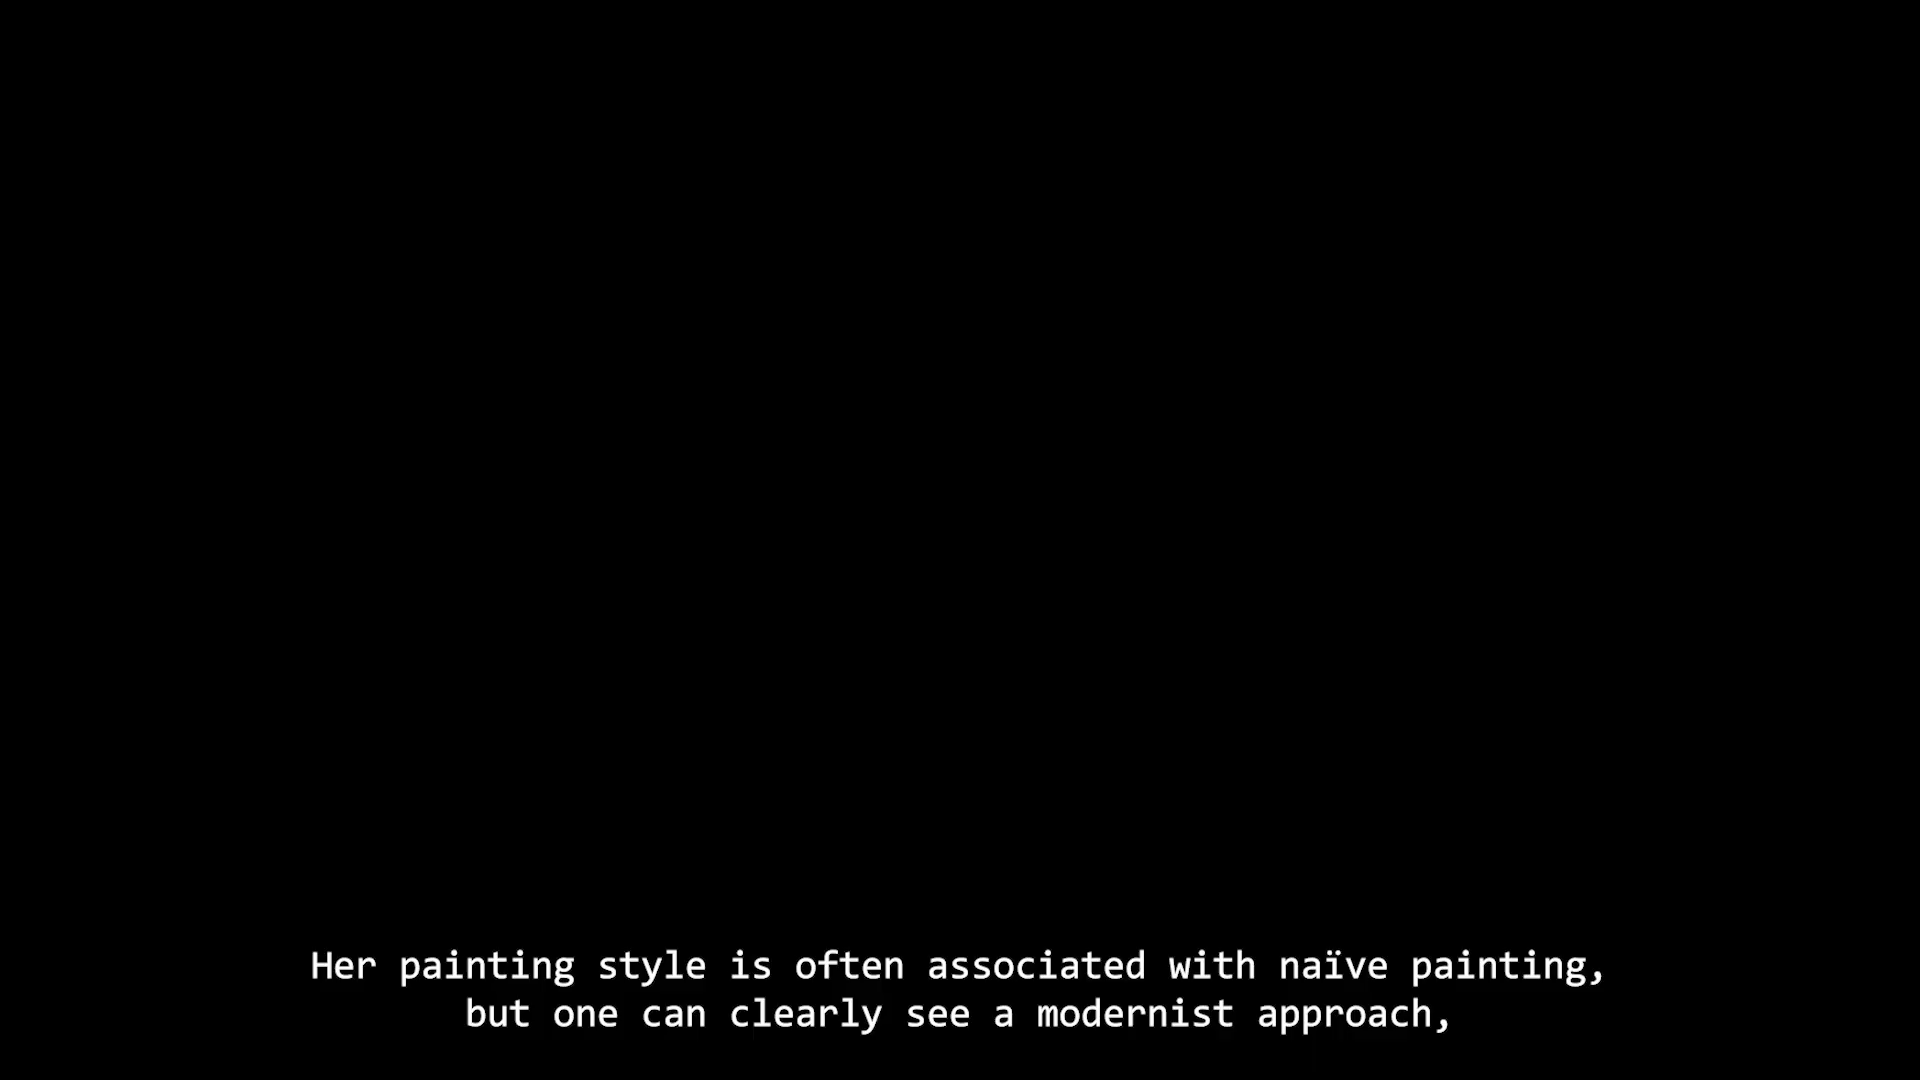 Her painting style is often associated with naïve painting,
but one can clearly see a modernist approach,